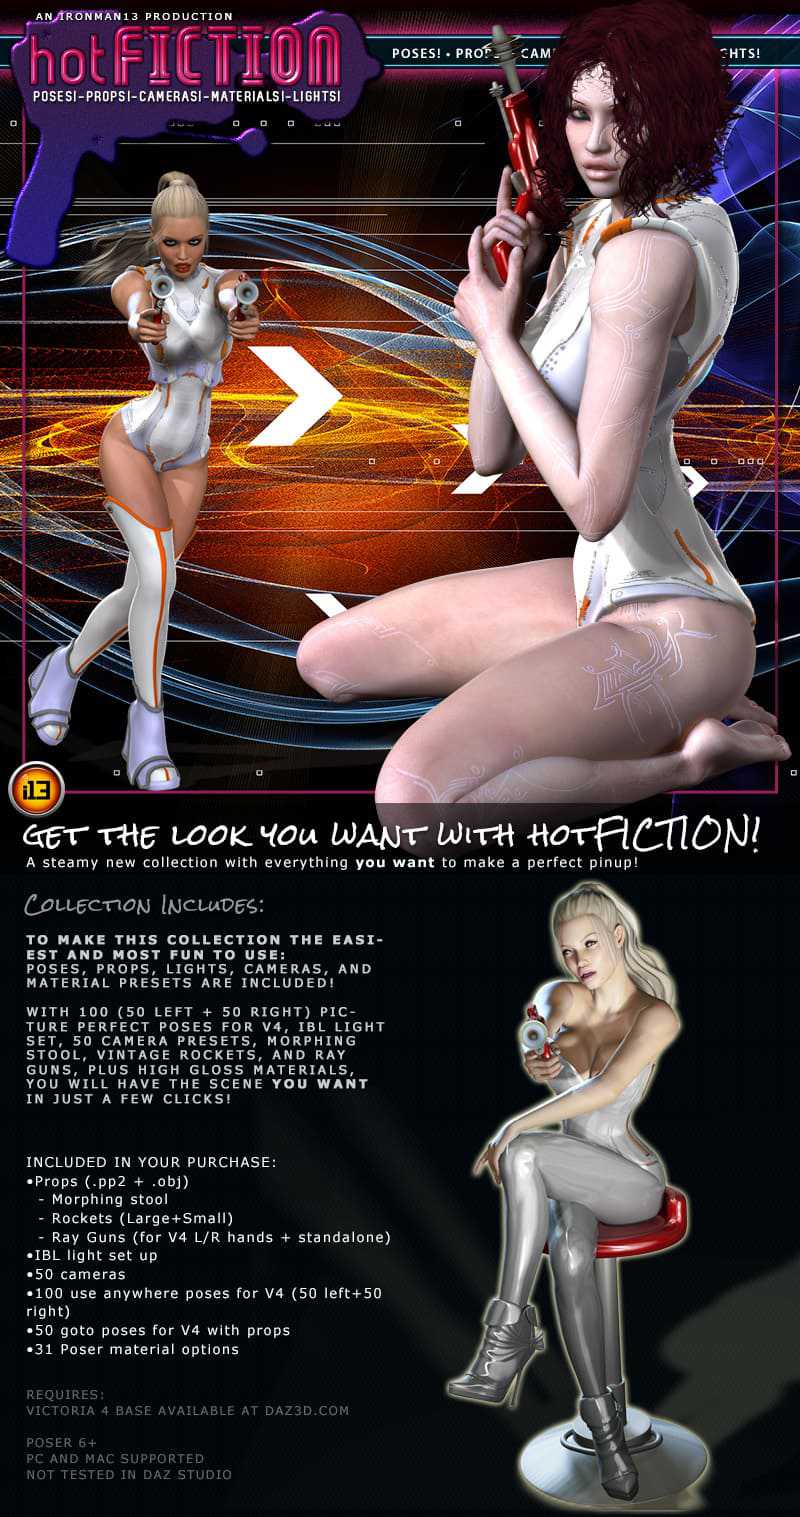 AN IRONMAN13 PRODUCTION
hotFICTION
POSES!-PROPS!-CAMERAS!-MATERIALS!-LIGHTS!
POSES! • PROPS CAM GHTS!
i13
GET THE LOOK YOU WANT WITH HOTFICTION!
A steamy new collection with everything you want to make a perfect pinup!
Collection Includes:
TO MAKE THIS COLLECTION THE EASI-
EST AND MOST FUN TO USE:
POSES, PROPS, LIGHTS, CAMERAS, AND
MATERIAL PRESETS ARE INCLUDED!
WITH 100 (50 LEFT + 50 RIGHT) PIC-
TURE PERFECT POSES FOR V4, IBL LIGHT
SET, 50 CAMERA PRESETS, MORPHING
STOOL, VINTAGE ROCKETS, AND RAY
GUNS, PLUS HIGH GLOSS MATERIALS,
YOU WILL HAVE THE SCENE YOU WANT
IN JUST A FEW CLICKS!
INCLUDED IN YOUR PURCHASE:
•Props (.pp2 + .obj)
- Morphing stool
- Rockets (Large+Small)
- Ray Guns (for V4 L/R hands + standalone)
•IBL light set up
•50 cameras
•100 use anywhere poses for V4 (50 left+50
right)
•50 goto poses for V4 with props
•31 Poser material options
REQUIRES:
VICTORIA 4 BASE AVAILABLE AT DAZ3D.COM
POSER 6+
PC AND MAC SUPPORTED
NOT TESTED IN DAZ STUDIO